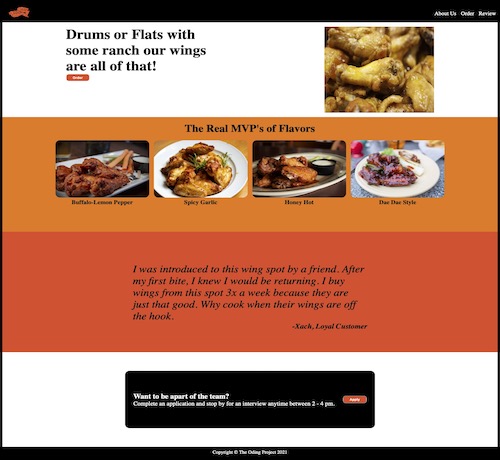 About Us Order Review
Drums or Flats with
some ranch our wings
are all of that!
Order
The Real MVP's of Flavors
Buffalo-Lemon Pepper Spicy Garlic Honey Hot Dae Dae Style
I was introduced to this wing spot by a friend. After
my first bite, I knew I would be returning. I buy
wings from this spot 3x a week because they are
just that good. Why cook when their wings are off
the hook.
-Xach, Loyal Customer
Want to be apart of the team?
Complete an application and stop by for an interview anytime between 2 - 4 pm.
Apply
Copyright © The Oding Project 2021